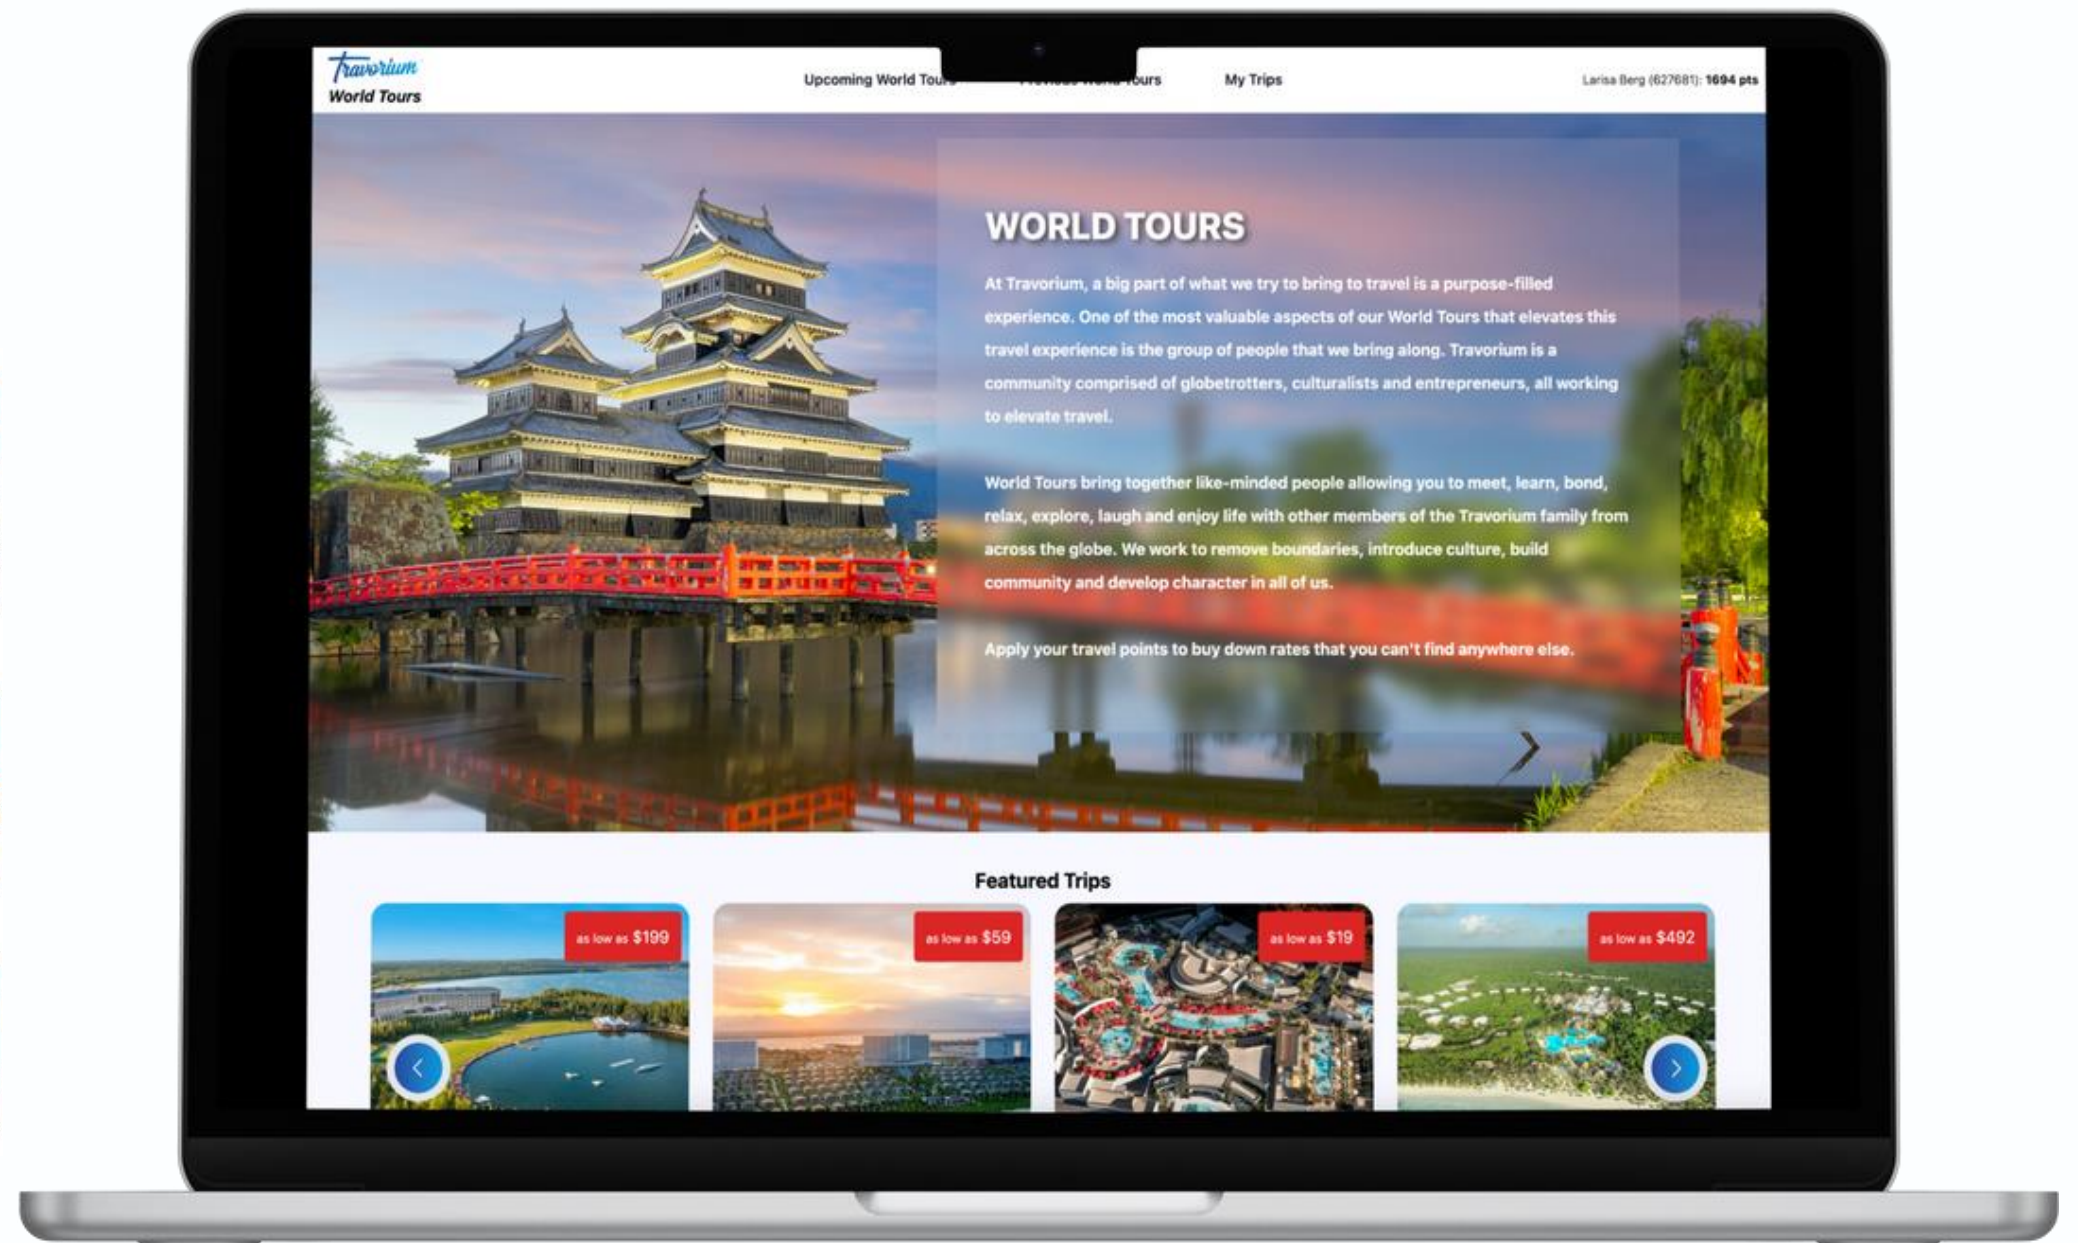 Travorium
World Tours
Upcoming World Tours
Previous World Tours
My Trips
Larisa Berg (627681): 1694 pts
WORLD TOURS
At Travorium, a big part of what we try to bring to travel is a purpose-filled
experience. One of the most valuable aspects of our World Tours that elevates this
travel experience is the group of people that we bring along. Travorium is a
community comprised of globetrotters, culturalists and entrepreneurs, all working
to elevate travel.
World Tours bring together like-minded people allowing you to meet, learn, bond,
relax, explore, laugh and enjoy life with other members of the Travorium family from
across the globe. We work to remove boundaries, introduce culture, build
community and develop character in all of us.
Apply your travel points to buy down rates that you can't find anywhere else.
Featured Trips
as low as $199
as low as $59
as low as $19
as low as $492